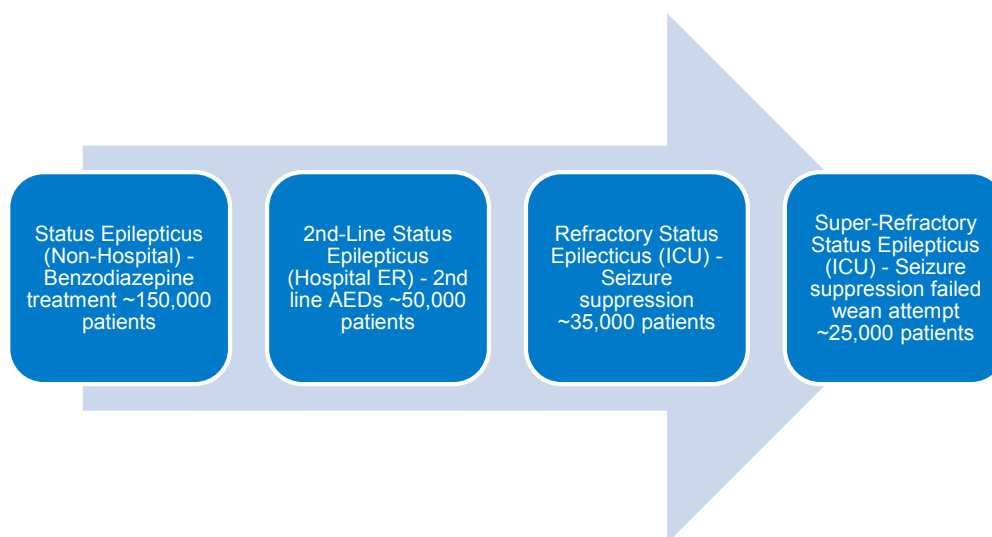 Status Epilepticus
(Non-Hospital) -
Benzodiazepine
treatment ~150,000
patients
2nd-Line Status
Epilepticus
(Hospital ER) - 2nd
line AEDs ~50,000
patients
Refractory Status
Epilecticus (ICU) -
Seizure
suppression
~35,000 patients
Super-Refractory
Status Epilepticus
(ICU) - Seizure
suppression failed
wean attempt
~25,000 patients